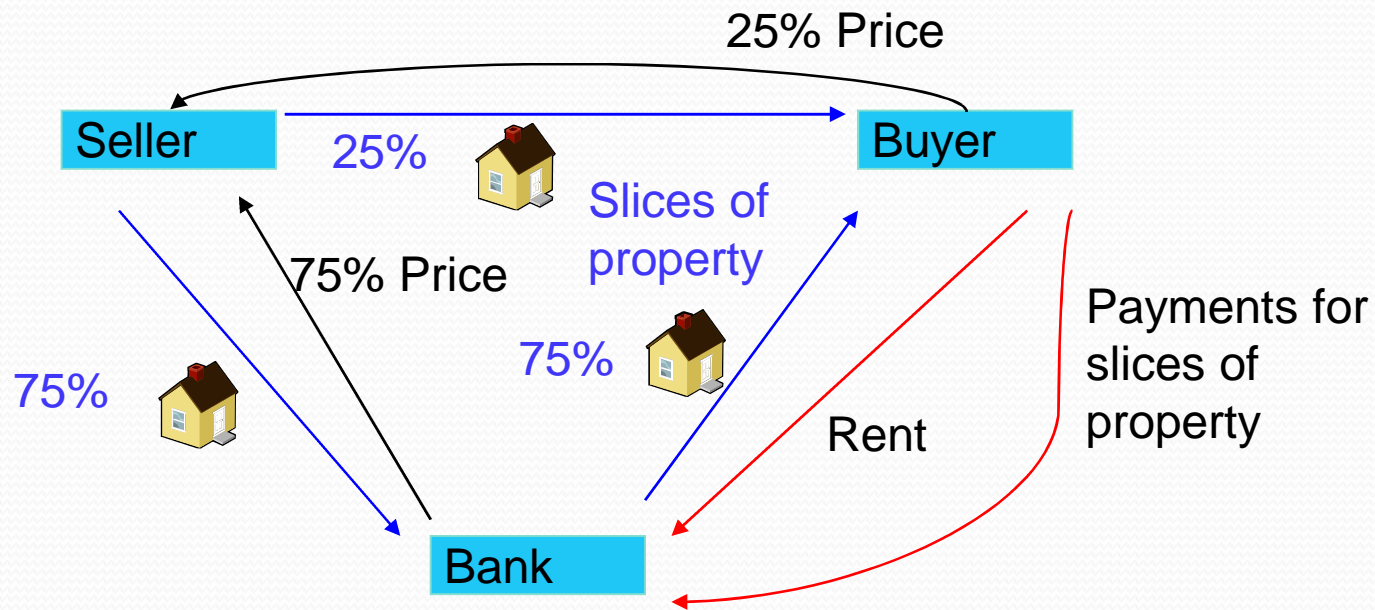 25% Price
Seller
Buyer
25%
Slices of
property
75% Price
Payments for
slices of
property
75%
75%
Rent
Bank